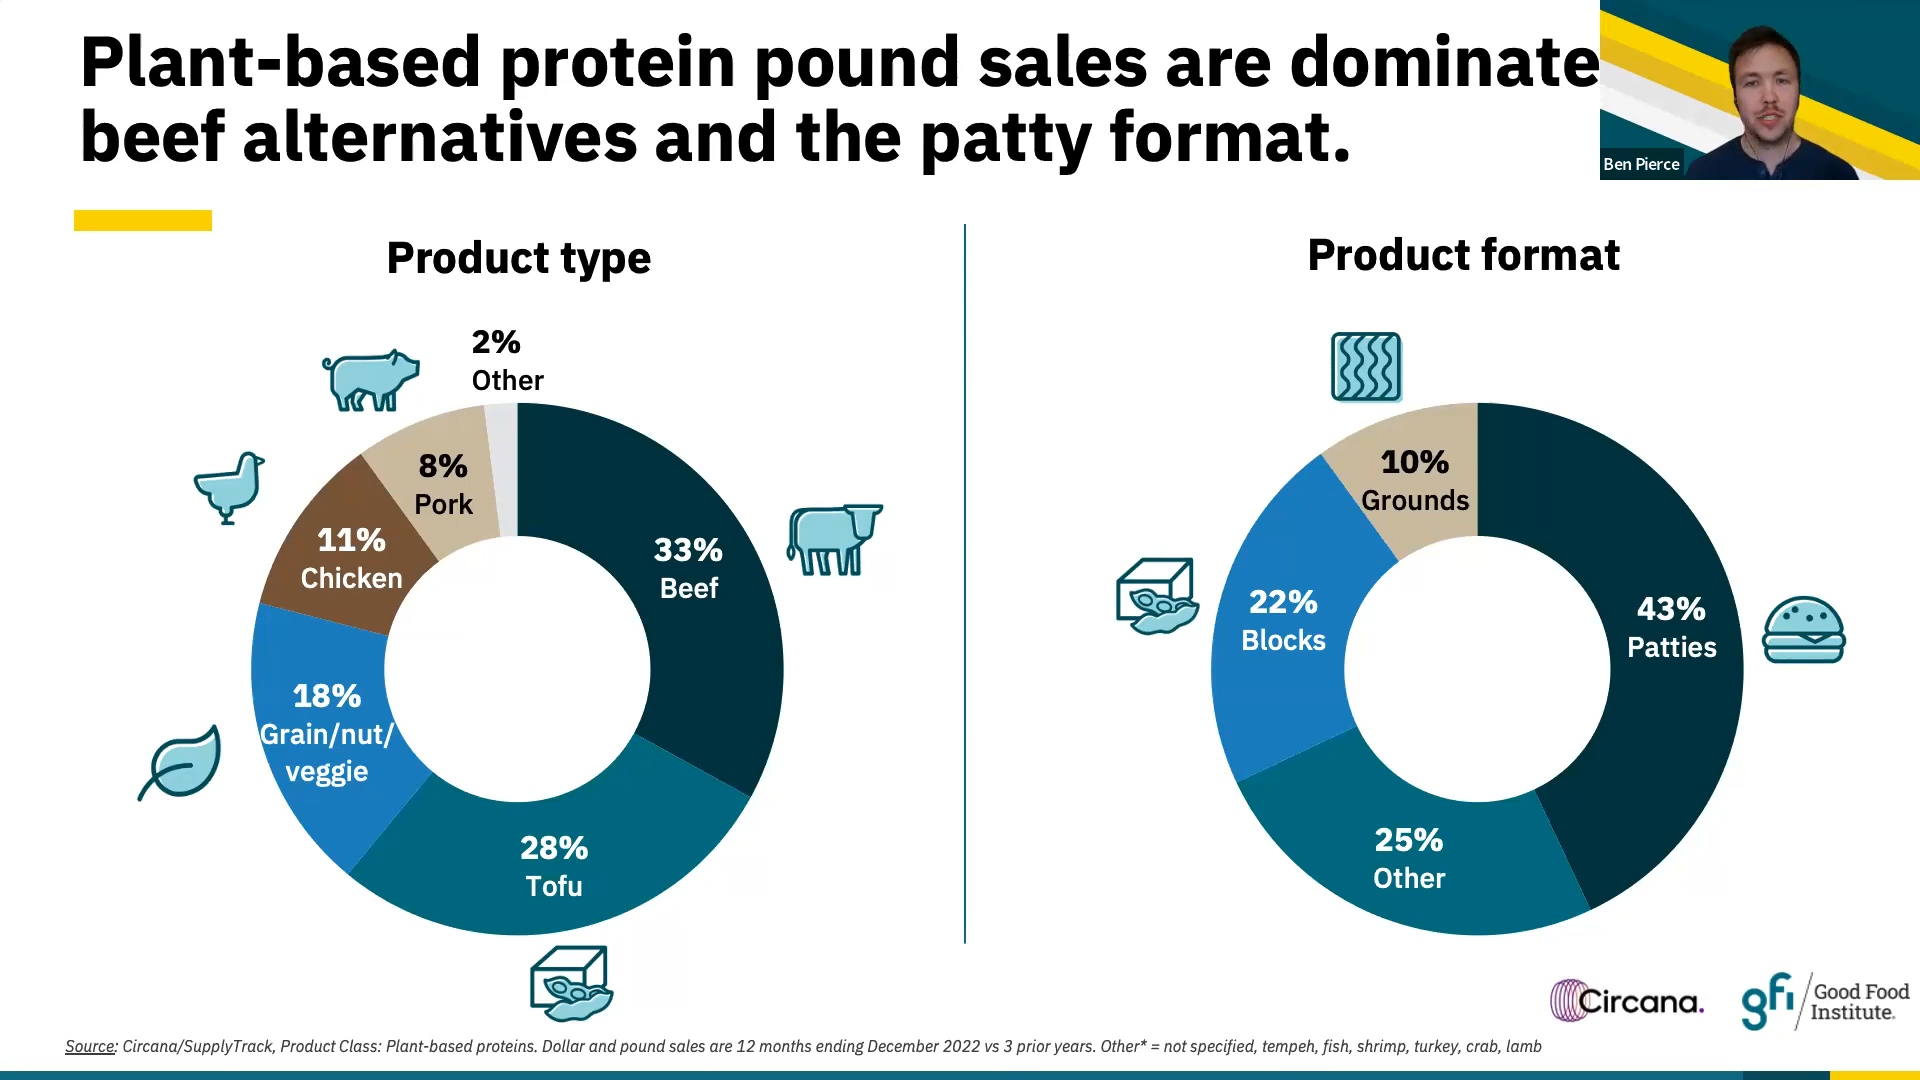 Plant-based protein pound sales are dominate
beef alternatives and the patty format.
Ben Pierce
Product type
2%
Other
8%
Pork
11%
Chicken
33%
Beef
18%
Grain/nut/
veggie
28%
Tofu
Product format
10%
Grounds
22%
Blocks
43%
Patties
25%
Other
Circana.
gfi/Good Food
Institute.
Source: Circana/SupplyTrack, Product Class: Plant-based proteins. Dollar and pound sales are 12 months ending December 2022 vs 3 prior years. Other* = not specified, tempeh, fish, shrimp, turkey, crab, lamb